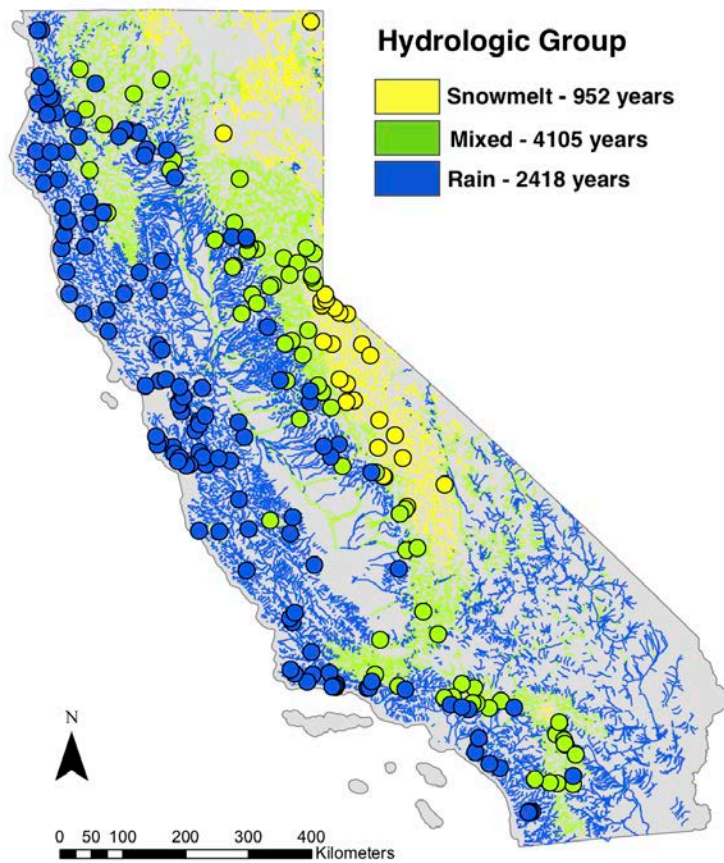 Hydrologic Group
Snowmelt - 952 years
Mixed - 4105 years
Rain - 2418 years
N
0 50 100 200 300 400
Kilometers